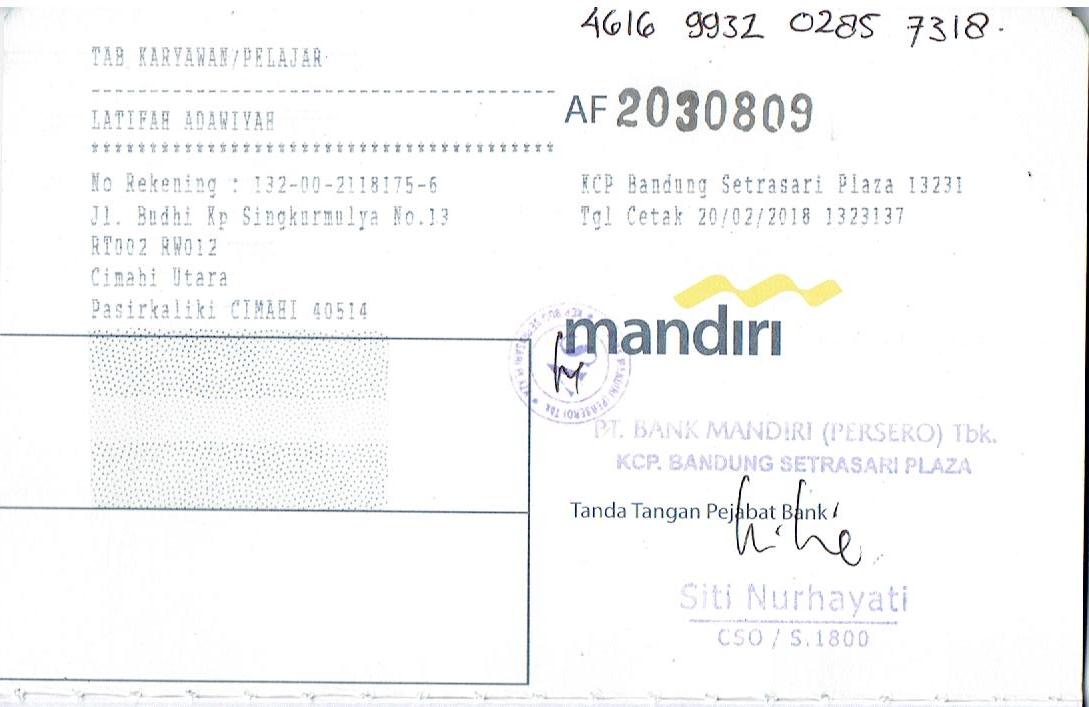 4616 9932 0285 7318.
TAB KARYAWAN/PELAJAR
----------------------------------------
LATIFAH ADAWIYAH
****************************************
No Rekening : 132-00-2118175-6
Jl. Budhi Kp Singkurmulya No.13
RT002 RW012
Cimahi Utara
Pasirkaliki CIMAHI 40514
AF 2030809
KCP Bandung Setrasari Plaza 13231
Tgl Cetak 20/02/2018 1323137
mandiri
(PERSERO) Tbk
PT. BANK MANDIRI (PERSERO) Tbk.
KCP. BANDUNG SETRASARI PLAZA
Tanda Tangan Pejabat Bank
Siti Nurhayati
CSO / S.1800